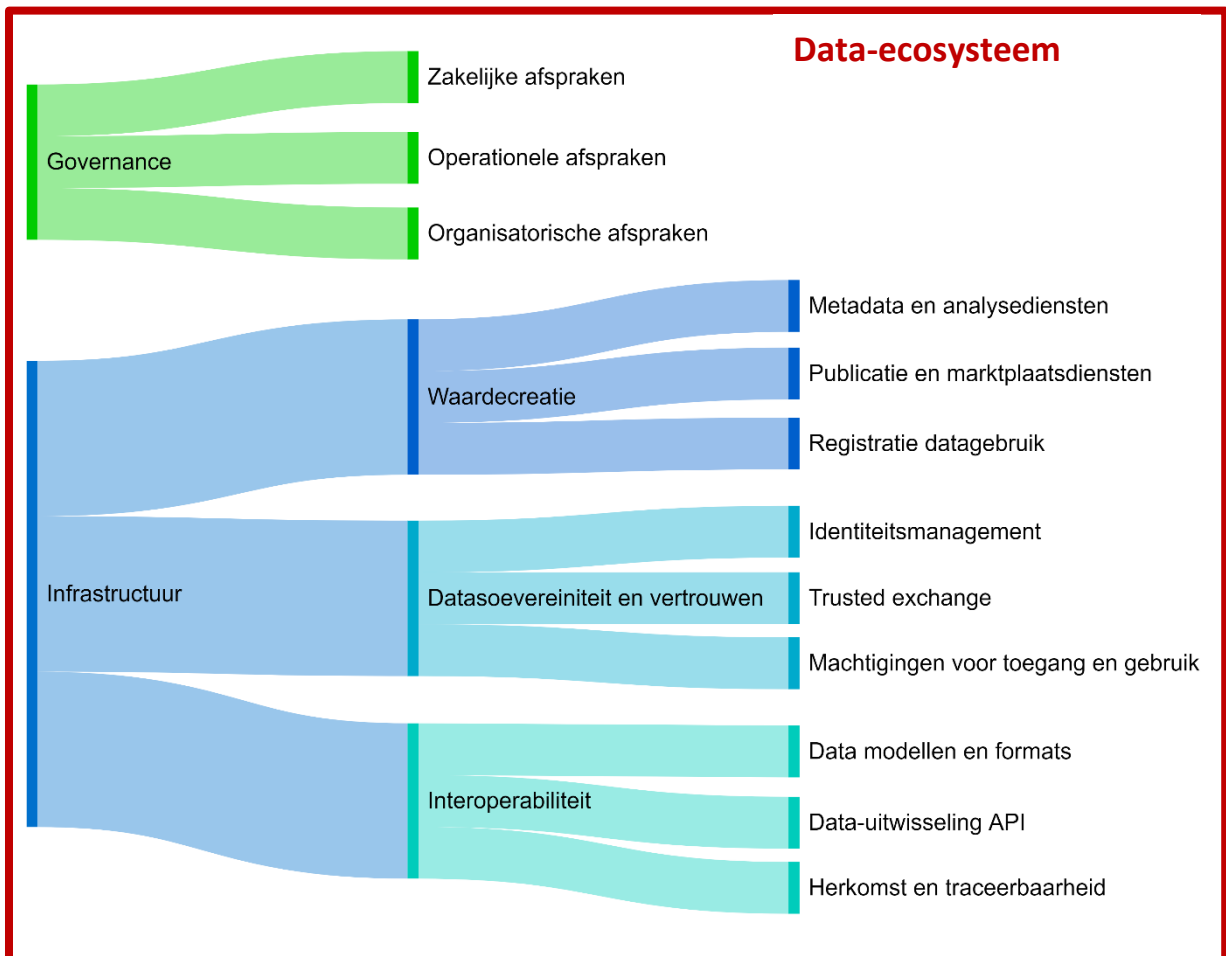 Data-ecosysteem
Governance
Zakelijke afspraken
Operationele afspraken
Organisatorische afspraken
Infrastructuur
Waardecreatie
Metadata en analysediensten
Publicatie en marktplaatsdiensten
Registratie datagebruik
Datasoevereiniteit en vertrouwen
Identiteitsmanagement
Trusted exchange
Machtigingen voor toegang en gebruik
Interoperabiliteit
Data modellen en formats
Data-uitwisseling API
Herkomst en traceerbaarheid